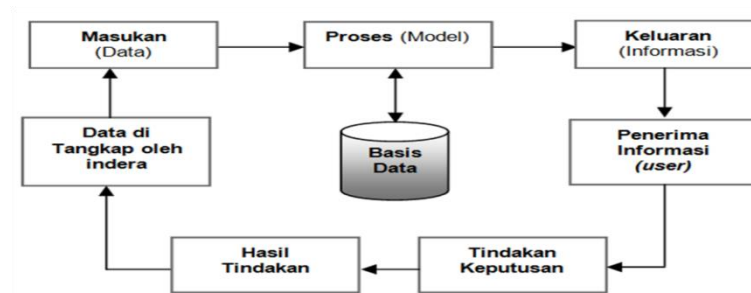 Masukan
(Data)
Proses (Model)
Keluaran
(Informasi)
Data di
Tangkap oleh
indera
Basis
Data
Penerima
Informasi
(user)
Hasil
Tindakan
Tindakan
Keputusan